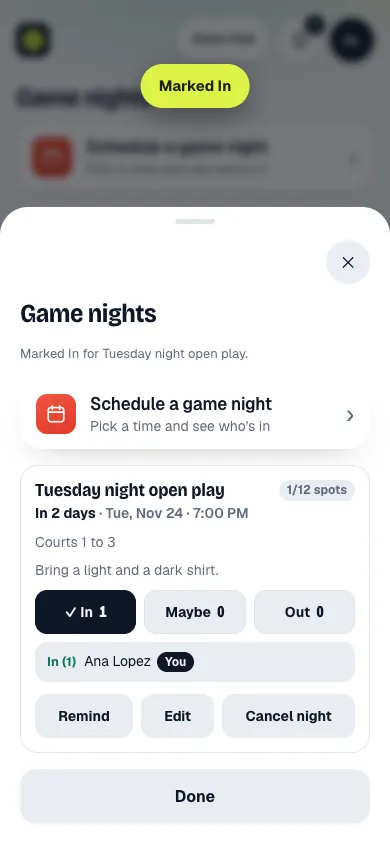 Marked In
Game nights
Marked In for Tuesday night open play.
Schedule a game night
Pick a time and see who's in
Tuesday night open play
1/12 spots
In 2 days · Tue, Nov 24 · 7:00 PM
Courts 1 to 3
Bring a light and a dark shirt.
✓ In 1 Maybe 0 Out 0
In (1) Ana Lopez You
Remind Edit Cancel night
Done